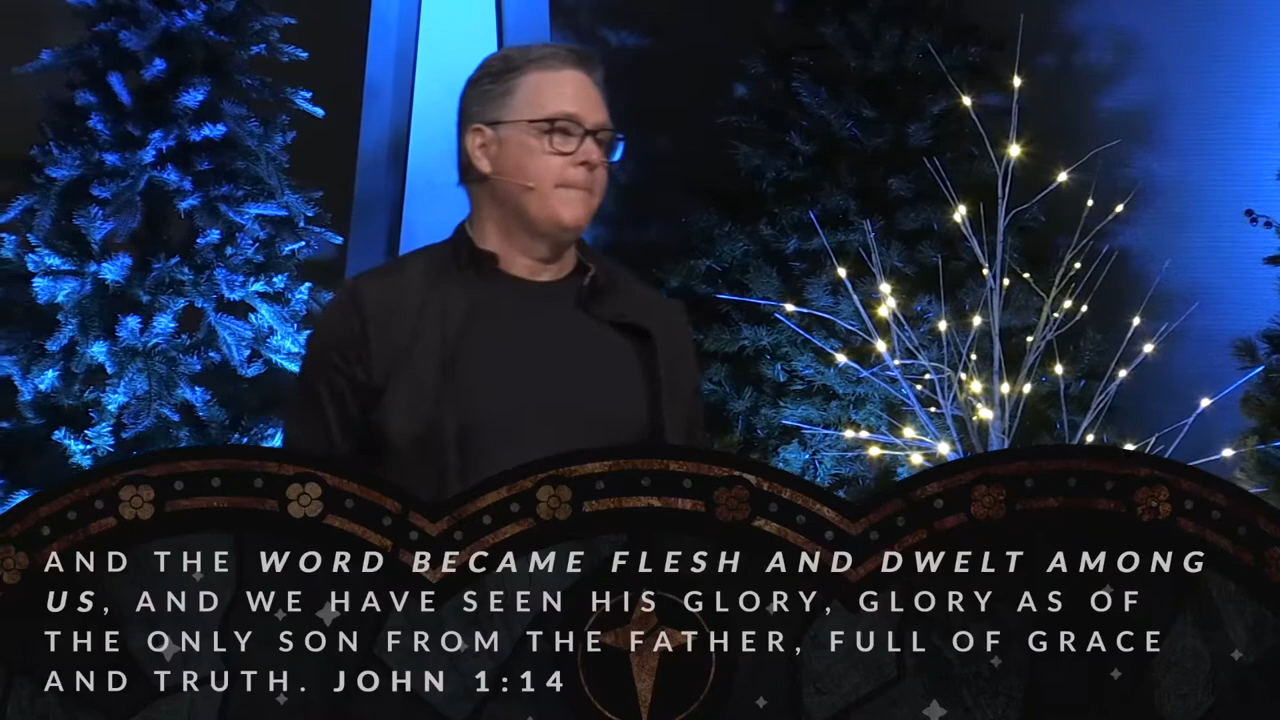 AND THE WORD BECAME FLESH AND DWELT AMONG
US, AND WE HAVE SEEN HIS GLORY, GLORY AS OF
THE ONLY SON FROM THE FATHER, FULL OF GRACE
AND TRUTH. JOHN 1:14